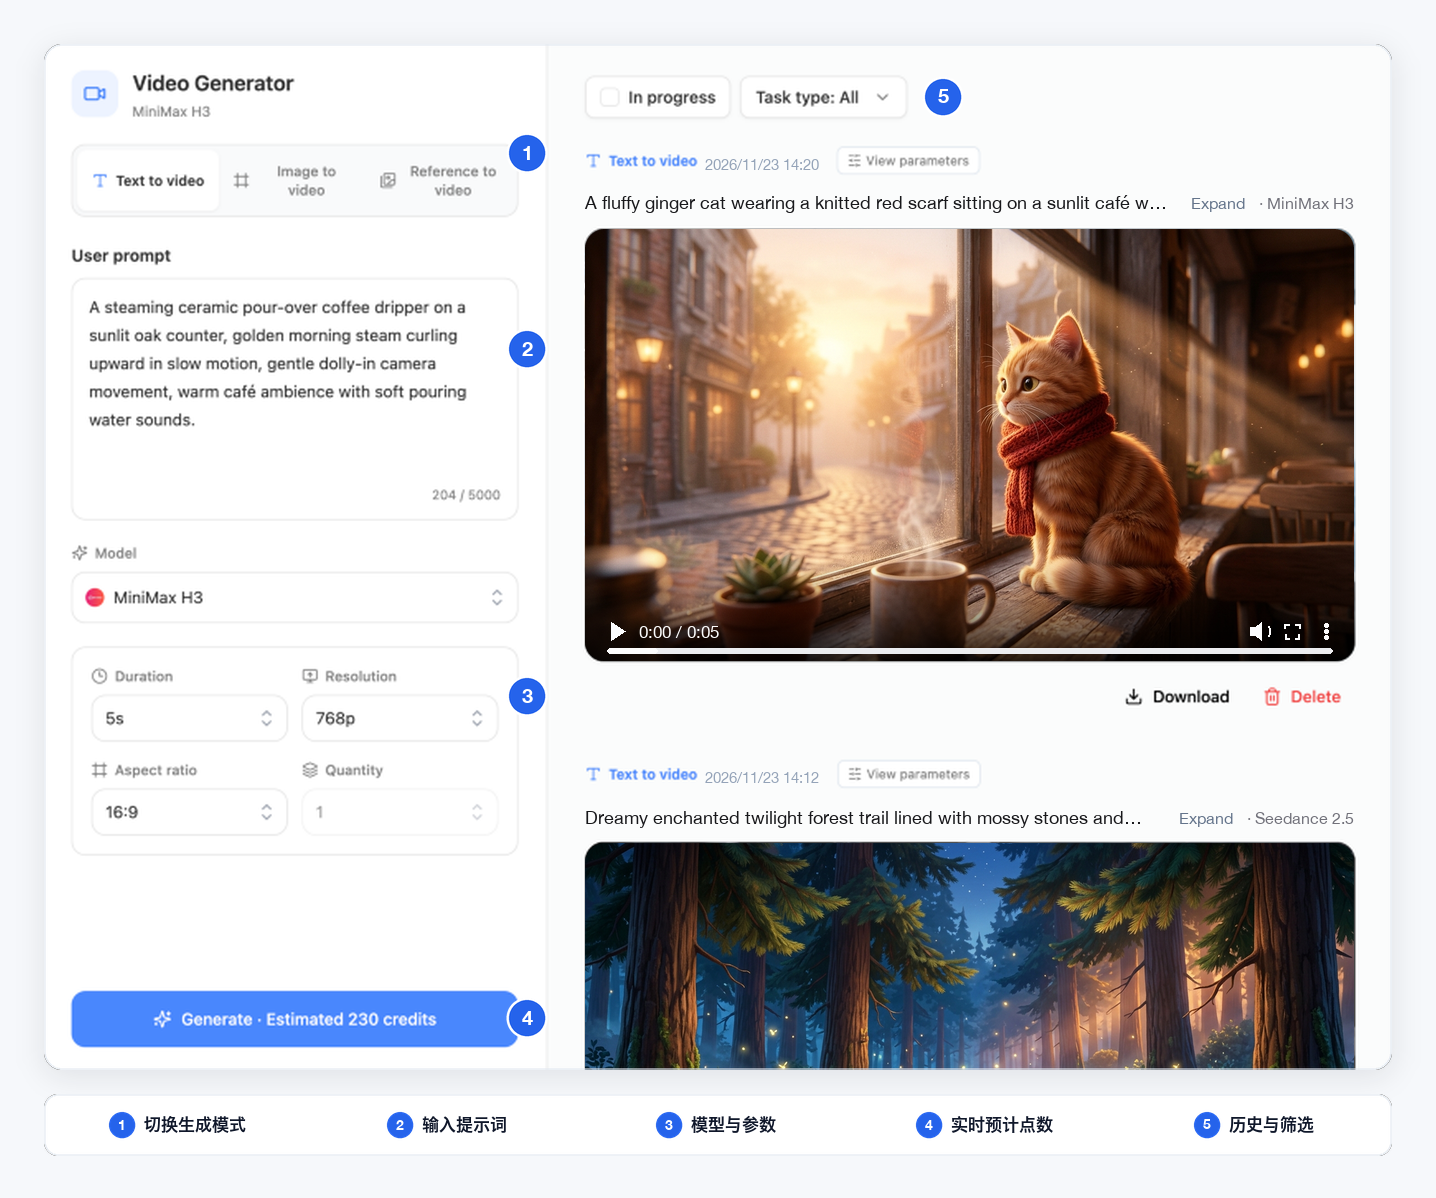 Video Generator
MiniMax H3
1
Text to video
Image to
video
Reference to
video
User prompt
A steaming ceramic pour-over coffee dripper on a
sunlit oak counter, golden morning steam curling
upward in slow motion, gentle dolly-in camera
movement, warm café ambience with soft pouring
water sounds.
2
204 / 5000
Model
MiniMax H3
Duration
Resolution
3
5s
768p
Aspect ratio
Quantity
16:9
1
Generate · Estimated 230 credits
4
In progress
Task type: All
5
Text to video 2026/11/23 14:20 View parameters
A fluffy ginger cat wearing a knitted red scarf sitting on a sunlit café w… Expand · MiniMax H3
0:00 / 0:05
Download
Delete
Text to video 2026/11/23 14:12 View parameters
Dreamy enchanted twilight forest trail lined with mossy stones and… Expand · Seedance 2.5
1 切换生成模式
2 输入提示词
3 模型与参数
4 实时预计点数
5 历史与筛选